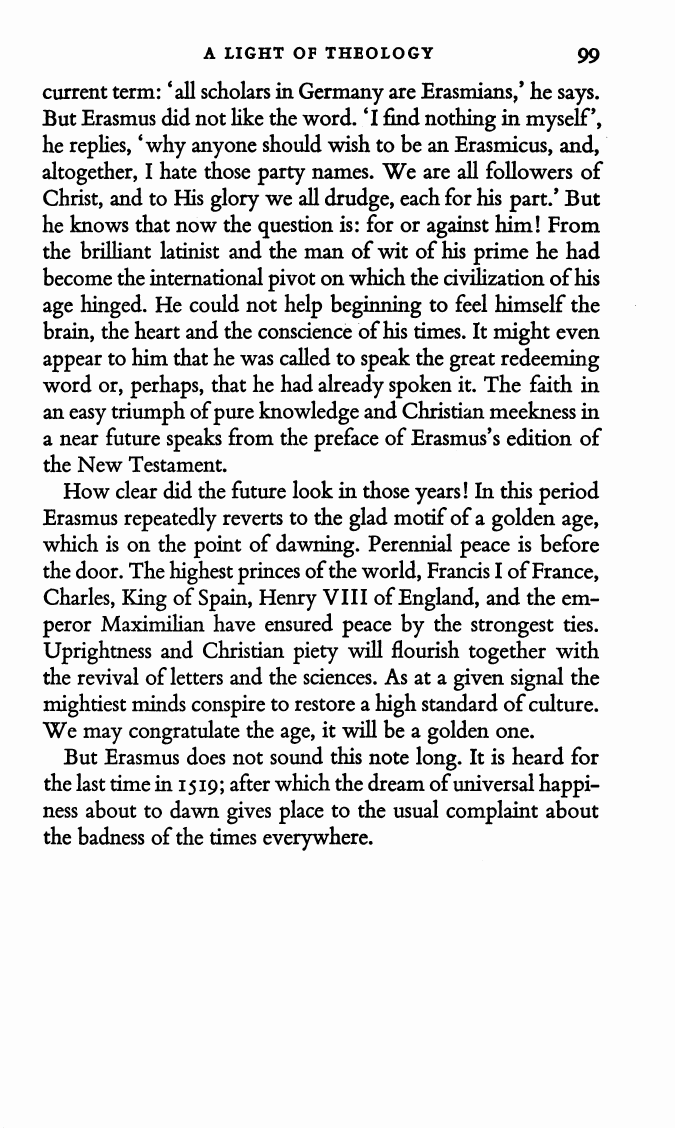 A LIGHT OF THEOLOGY 99
current term: ‘all scholars in Germany are Erasmians,’ he says.
But Erasmus did not like the word. ‘I find nothing in myself’,
he replies, ‘why anyone should wish to be an Erasmicus, and,
altogether, I hate those party names. We are all followers of
Christ, and to His glory we all drudge, each for his part.’ But
he knows that now the question is: for or against him! From
the brilliant latinist and the man of wit of his prime he had
become the international pivot on which the civilization of his
age hinged. He could not help beginning to feel himself the
brain, the heart and the conscience of his times. It might even
appear to him that he was called to speak the great redeeming
word or, perhaps, that he had already spoken it. The faith in
an easy triumph of pure knowledge and Christian meekness in
a near future speaks from the preface of Erasmus’s edition of
the New Testament.
How clear did the future look in those years! In this period
Erasmus repeatedly reverts to the glad motif of a golden age,
which is on the point of dawning. Perennial peace is before
the door. The highest princes of the world, Francis I of France,
Charles, King of Spain, Henry VIII of England, and the em-
peror Maximilian have ensured peace by the strongest ties.
Uprightness and Christian piety will flourish together with
the revival of letters and the sciences. As at a given signal the
mightiest minds conspire to restore a high standard of culture.
We may congratulate the age, it will be a golden one.
But Erasmus does not sound this note long. It is heard for
the last time in 1519; after which the dream of universal happi-
ness about to dawn gives place to the usual complaint about
the badness of the times everywhere.